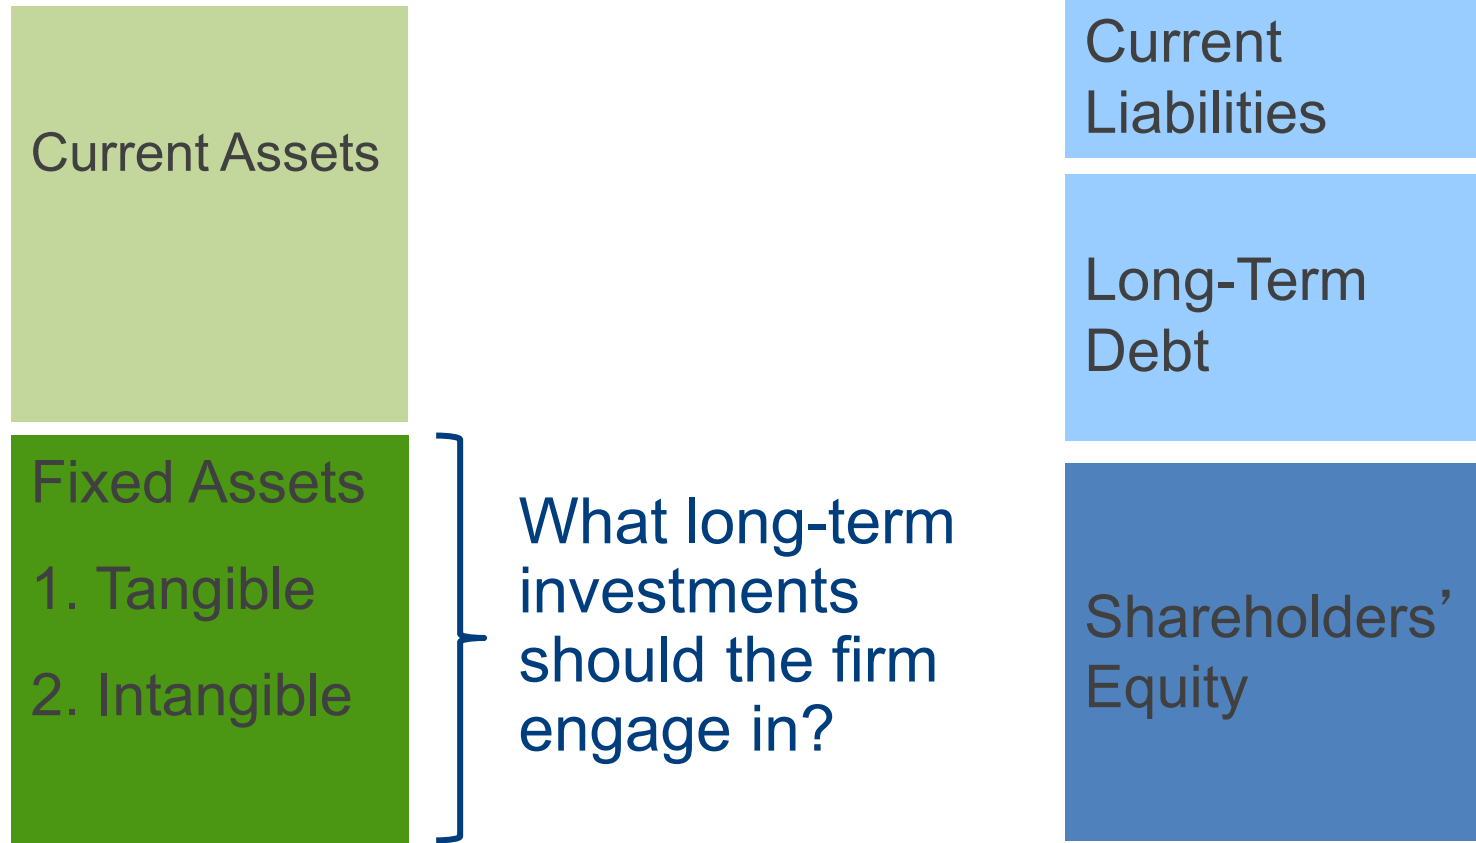 Current Assets
Fixed Assets
1. Tangible
2. Intangible
What long-term
investments
should the firm
engage in?
Current
Liabilities
Long-Term
Debt
Shareholders’
Equity